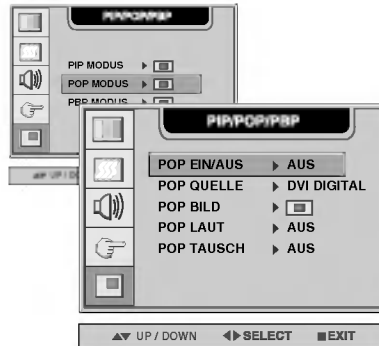 PIP/POP/PBP
PIP MODUS
POP MODUS
PBP MODUS
PIP/POP/PBP
POP EIN/AUS AUS
POP QUELLE DVI DIGITAL
POP BILD
POP LAUT AUS
POP TAUSCH AUS
UP / DOWN SELECT EXIT